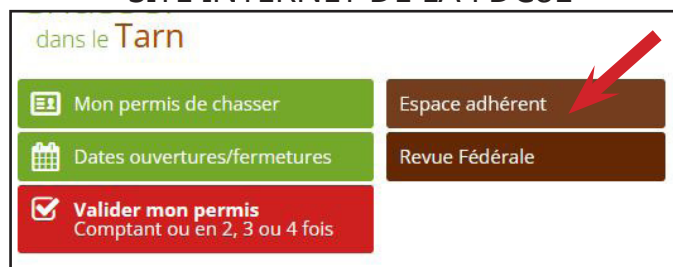 dans le Tarn
Mon permis de chasser
Espace adhérent
Dates ouvertures/fermetures
Revue Fédérale
Valider mon permis
Comptant ou en 2, 3 ou 4 fois